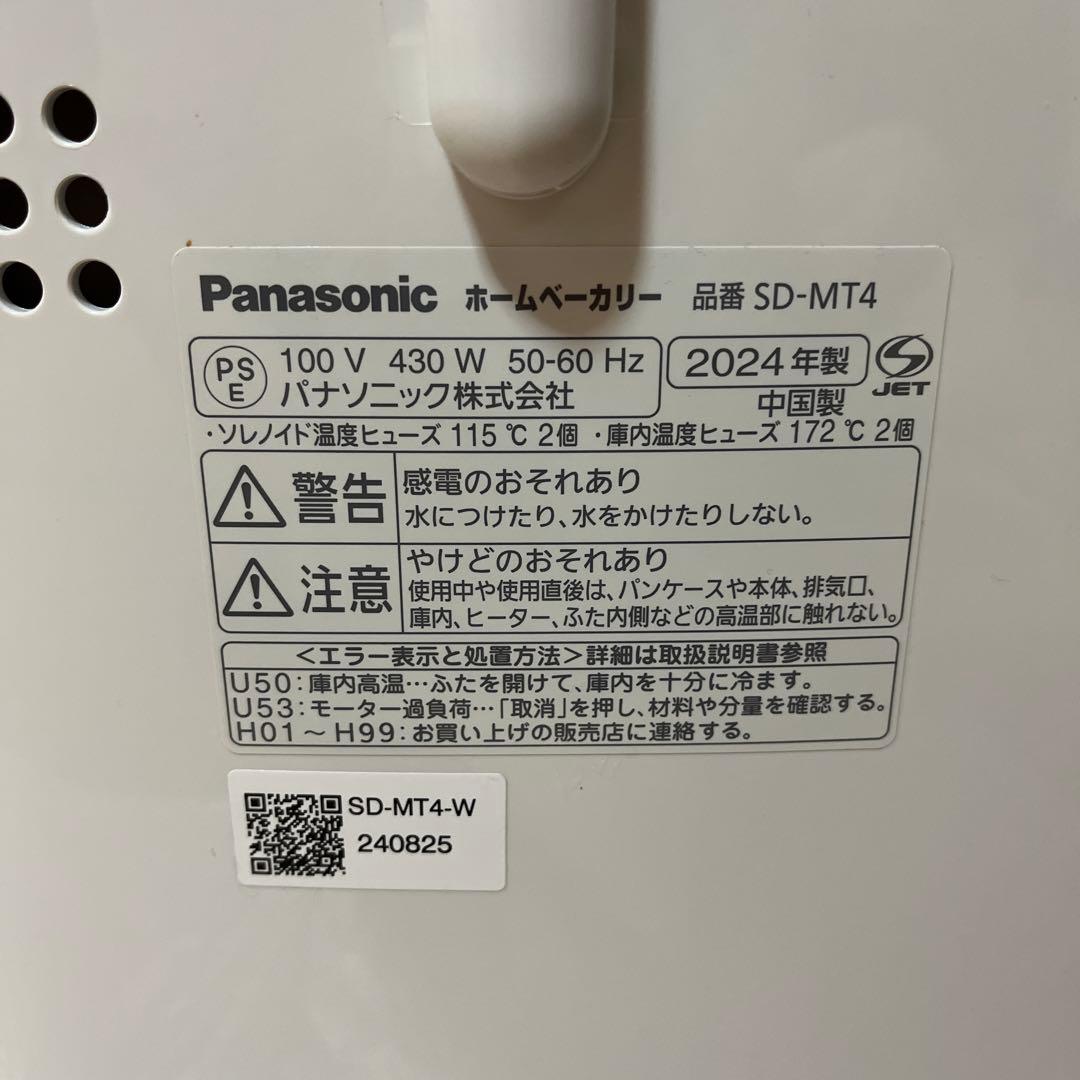 Panasonic ホームベーカリー 品番 SD-MT4
PS E 100 V 430 W 50-60 Hz 2024年製 JET
パナソニック株式会社 中国製
・ソレノイド温度ヒューズ 115 ℃ 2個 ・庫内温度ヒューズ 172 ℃ 2個
警告 感電のおそれあり
水につけたり、水をかけたりしない。
注意 やけどのおそれあり
使用中や使用直後は、パンケースや本体、排気口、
庫内、ヒーター、ふた内側などの高温部に触れない。
＜エラー表示と処置方法＞詳細は取扱説明書参照
U50：庫内高温…ふたを開けて、庫内を十分に冷ます。
U53：モーター過負荷…「取消」を押し、材料や分量を確認する。
H01～H99：お買い上げの販売店に連絡する。
SD-MT4-W
240825